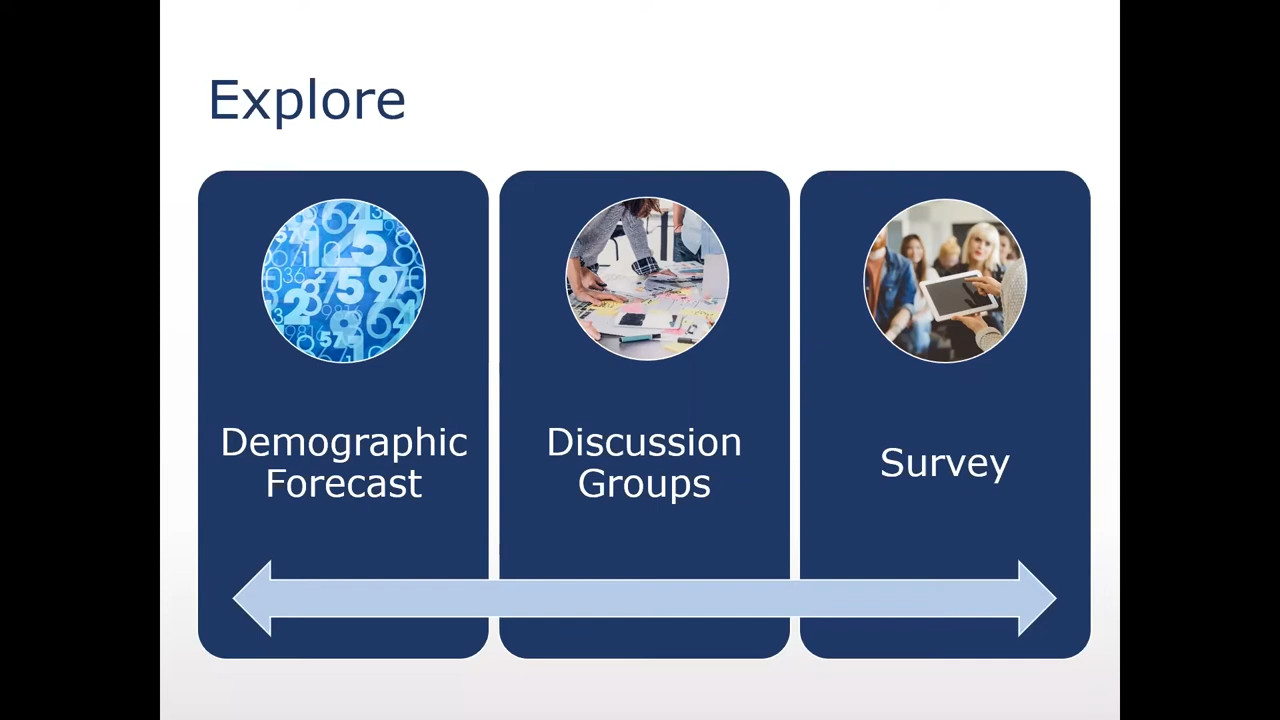 Explore
Demographic
Forecast
Discussion
Groups
Survey